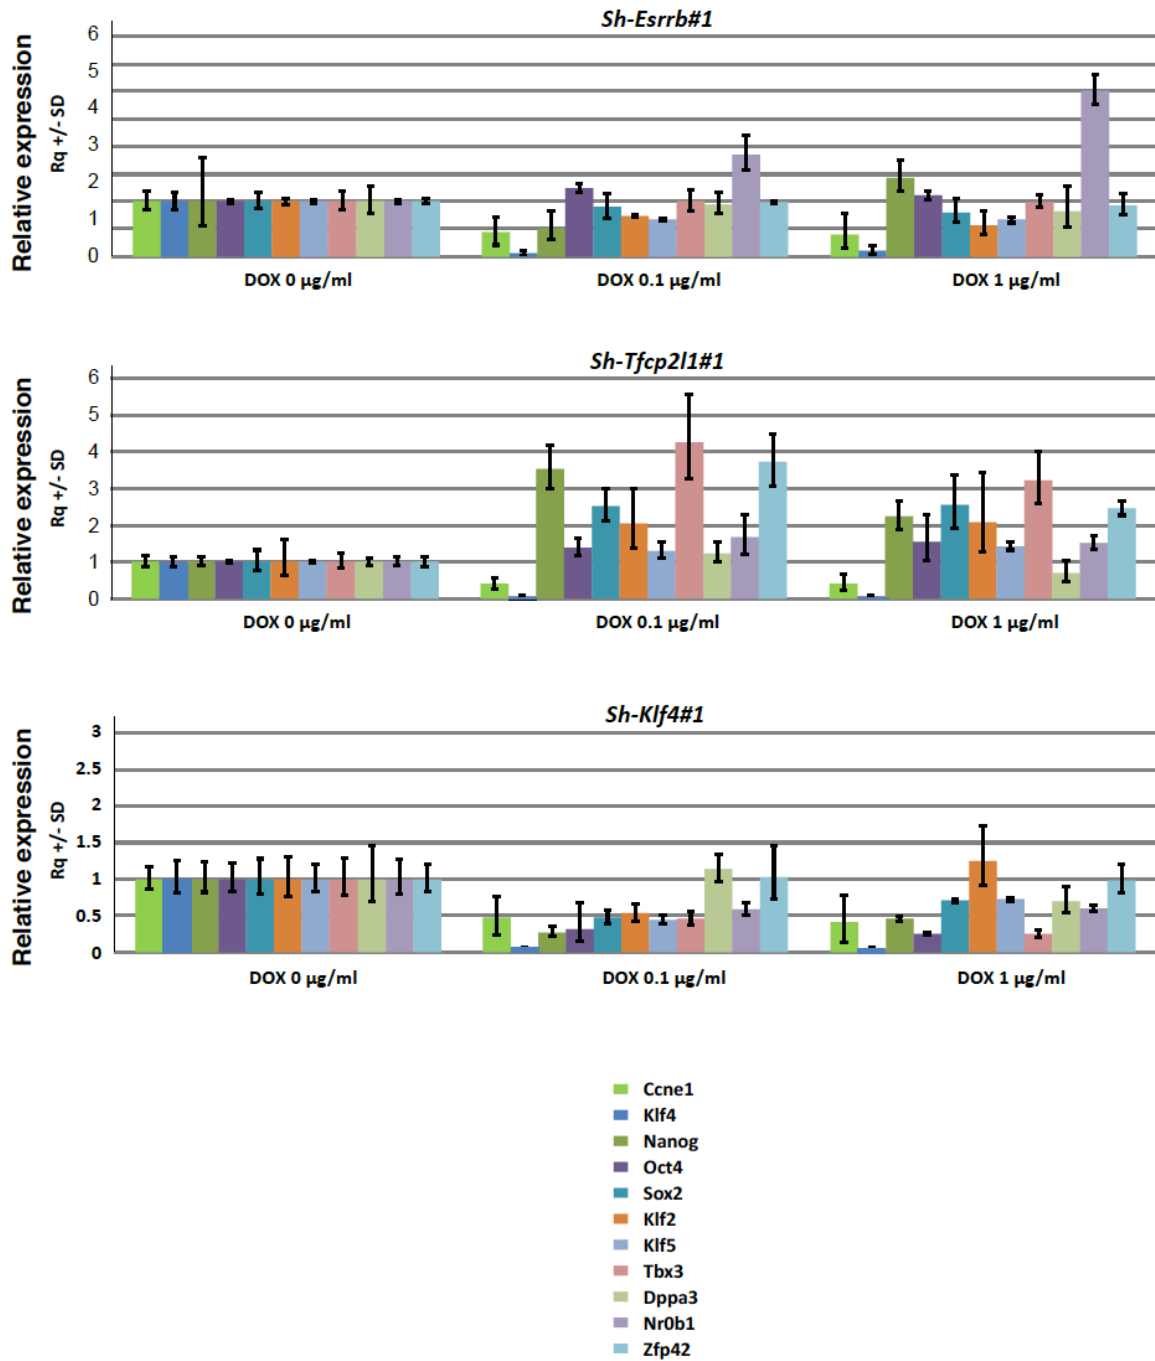 Sh-Esrrb#1
Relative expression
Rq +/- SD
6
5
4
3
2
1
0
DOX 0 µg/ml
DOX 0.1 µg/ml
DOX 1 µg/ml
Sh-Tfcp2l1#1
Relative expression
Rq +/- SD
6
5
4
3
2
1
0
DOX 0 µg/ml
DOX 0.1 µg/ml
DOX 1 µg/ml
Sh-Klf4#1
Relative expression
Rq +/- SD
3
2.5
2
1.5
1
0.5
0
DOX 0 µg/ml
DOX 0.1 µg/ml
DOX 1 µg/ml
Ccne1
Klf4
Nanog
Oct4
Sox2
Klf2
Klf5
Tbx3
Dppa3
Nr0b1
Zfp42